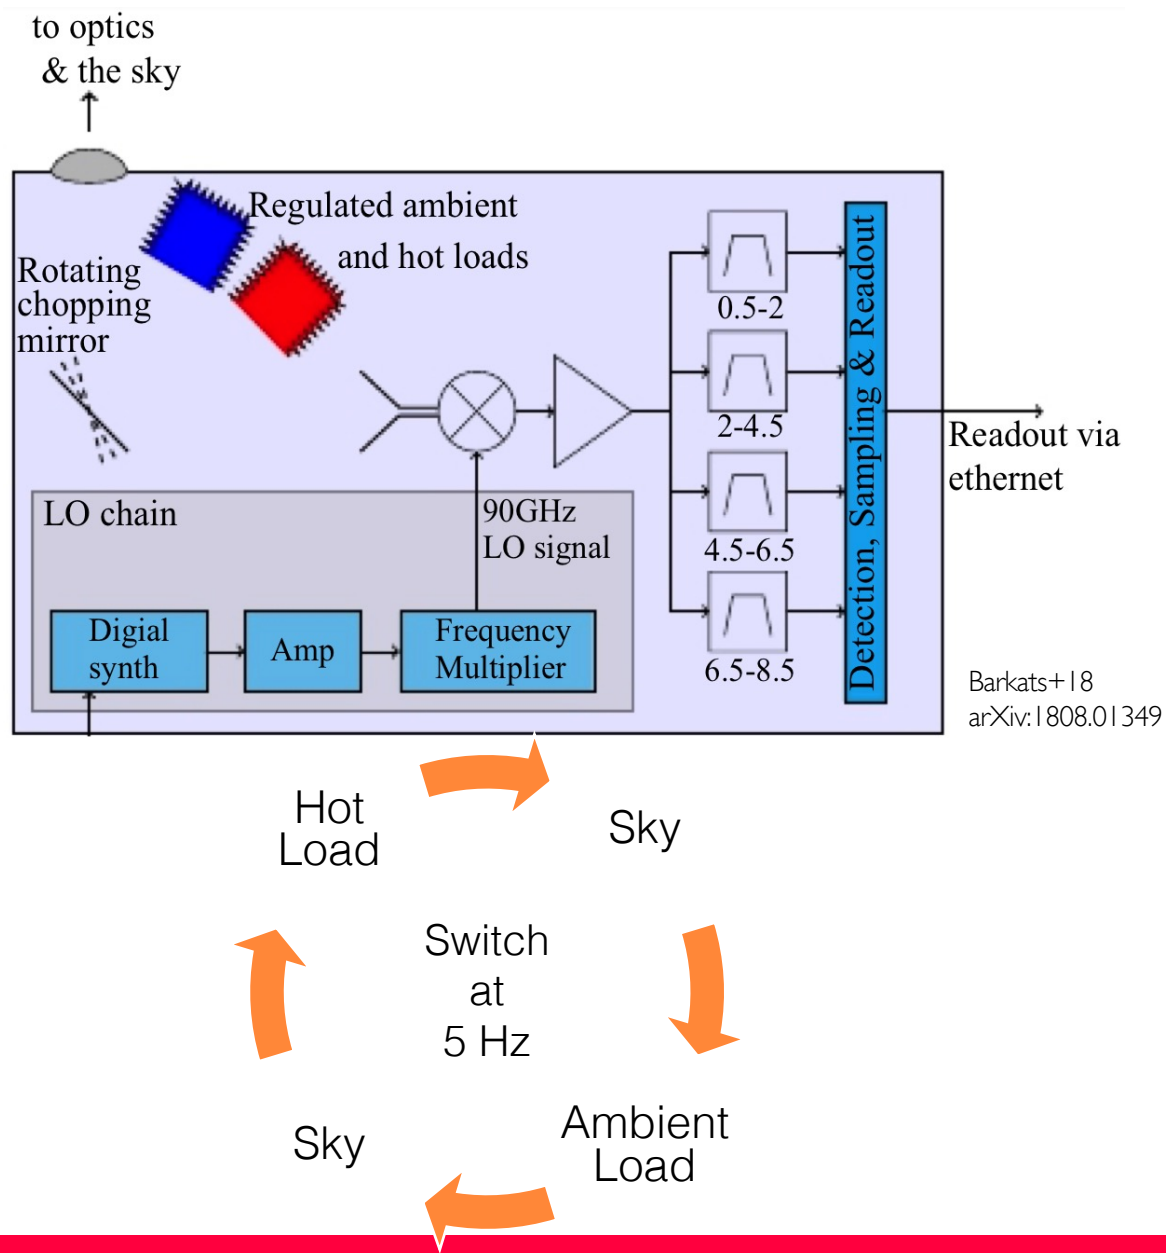 to optics
& the sky
Regulated ambient
and hot loads
Rotating
chopping
mirror
0.5-2
2-4.5
4.5-6.5
6.5-8.5
Detection, Sampling & Readout
Readout via
ethernet
LO chain
90GHz
LO signal
Digial
synth
Amp
Frequency
Multiplier
Barkats+18
arXiv:1808.01349
Hot
Load
Sky
Switch
at
5 Hz
Ambient
Load
Sky